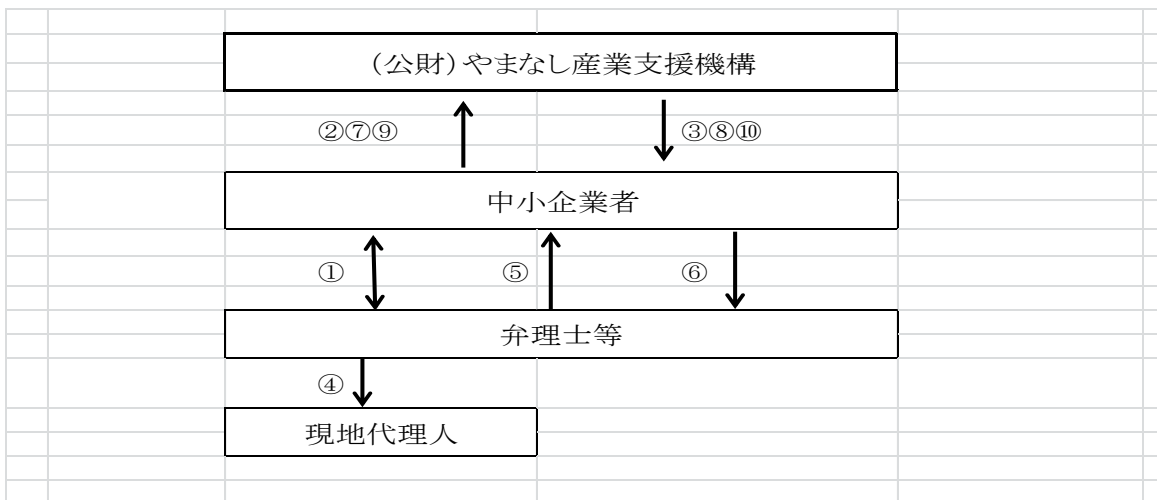 （公財）やまなし産業支援機構
②⑦⑨
③⑧⑩
中小企業者
①
⑤
⑥
弁理士等
④
現地代理人